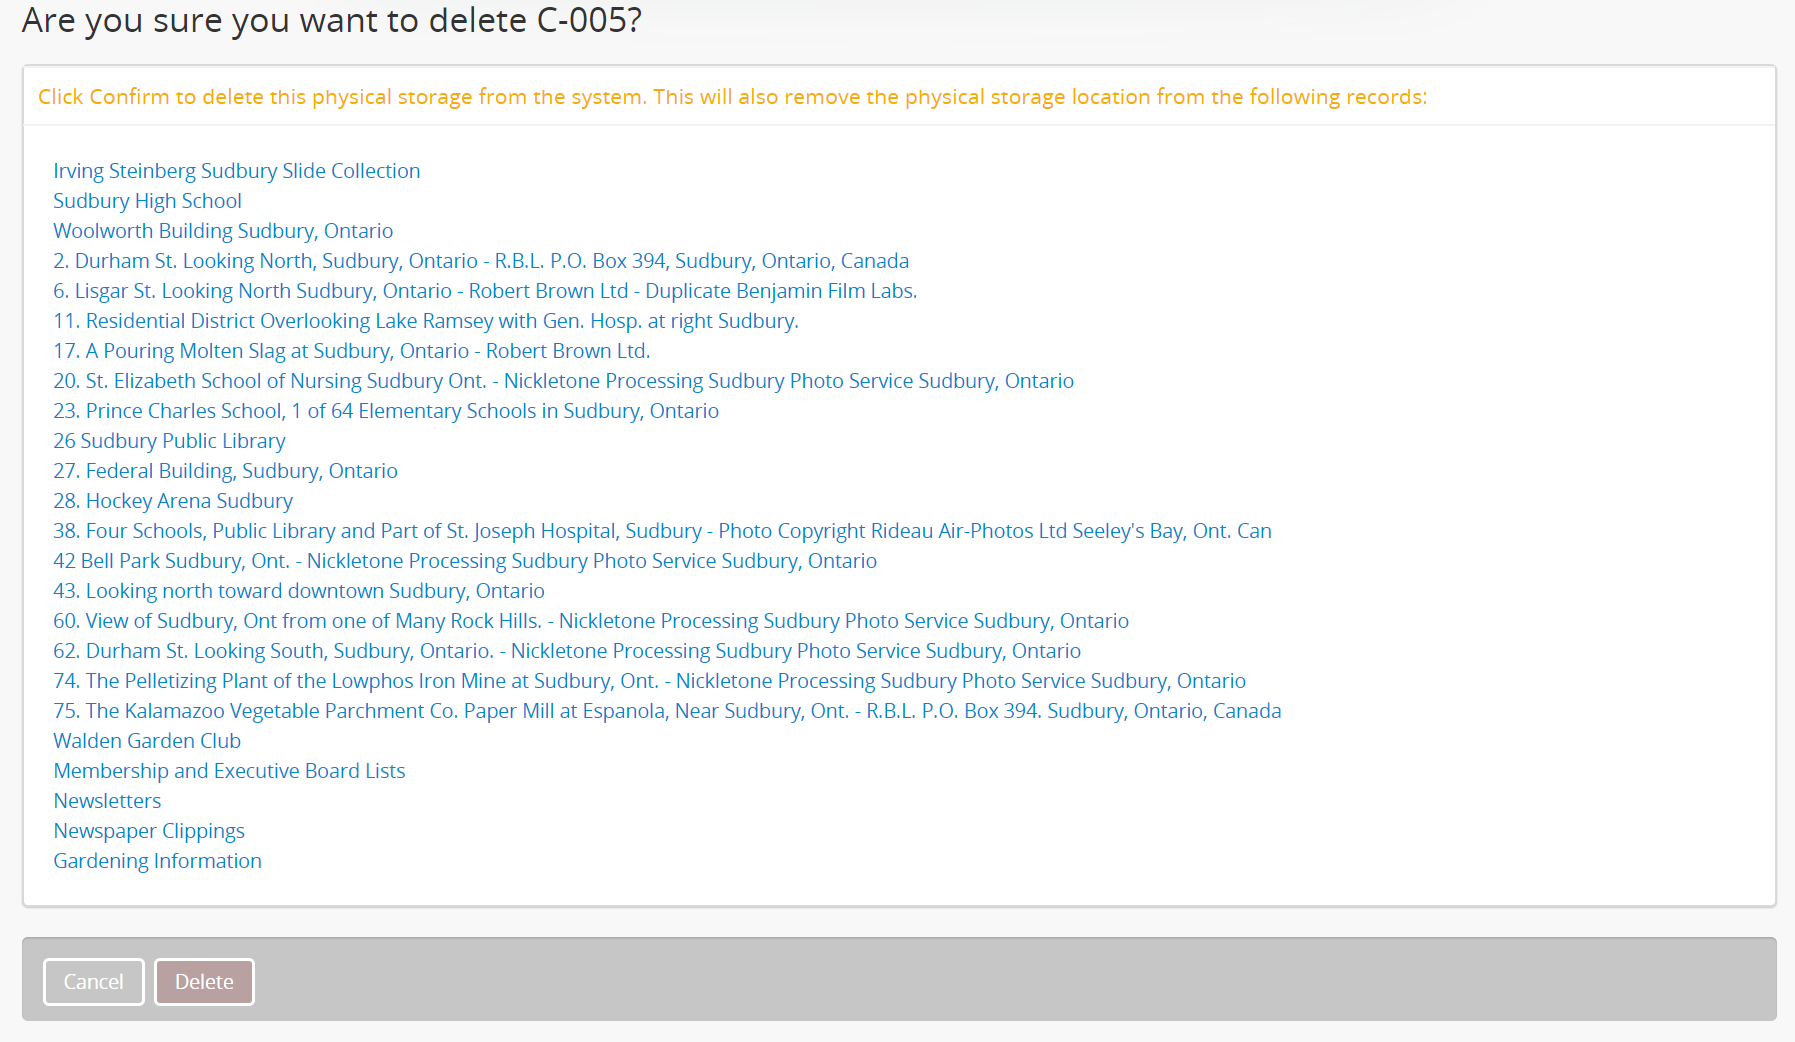 Are you sure you want to delete C-005?
Click Confirm to delete this physical storage from the system. This will also remove the physical storage location from the following records:
Irving Steinberg Sudbury Slide Collection
Sudbury High School
Woolworth Building Sudbury, Ontario
2. Durham St. Looking North, Sudbury, Ontario - R.B.L. P.O. Box 394, Sudbury, Ontario, Canada
6. Lisgar St. Looking North Sudbury, Ontario - Robert Brown Ltd - Duplicate Benjamin Film Labs.
11. Residential District Overlooking Lake Ramsey with Gen. Hosp. at right Sudbury.
17. A Pouring Molten Slag at Sudbury, Ontario - Robert Brown Ltd.
20. St. Elizabeth School of Nursing Sudbury Ont. - Nickletone Processing Sudbury Photo Service Sudbury, Ontario
23. Prince Charles School, 1 of 64 Elementary Schools in Sudbury, Ontario
26 Sudbury Public Library
27. Federal Building, Sudbury, Ontario
28. Hockey Arena Sudbury
38. Four Schools, Public Library and Part of St. Joseph Hospital, Sudbury - Photo Copyright Rideau Air-Photos Ltd Seeley's Bay, Ont. Can
42 Bell Park Sudbury, Ont. - Nickletone Processing Sudbury Photo Service Sudbury, Ontario
43. Looking north toward downtown Sudbury, Ontario
60. View of Sudbury, Ont from one of Many Rock Hills. - Nickletone Processing Sudbury Photo Service Sudbury, Ontario
62. Durham St. Looking South, Sudbury, Ontario. - Nickletone Processing Sudbury Photo Service Sudbury, Ontario
74. The Pelletizing Plant of the Lowphos Iron Mine at Sudbury, Ont. - Nickletone Processing Sudbury Photo Service Sudbury, Ontario
75. The Kalamazoo Vegetable Parchment Co. Paper Mill at Espanola, Near Sudbury, Ont. - R.B.L. P.O. Box 394. Sudbury, Ontario, Canada
Walden Garden Club
Membership and Executive Board Lists
Newsletters
Newspaper Clippings
Gardening Information
Cancel Delete